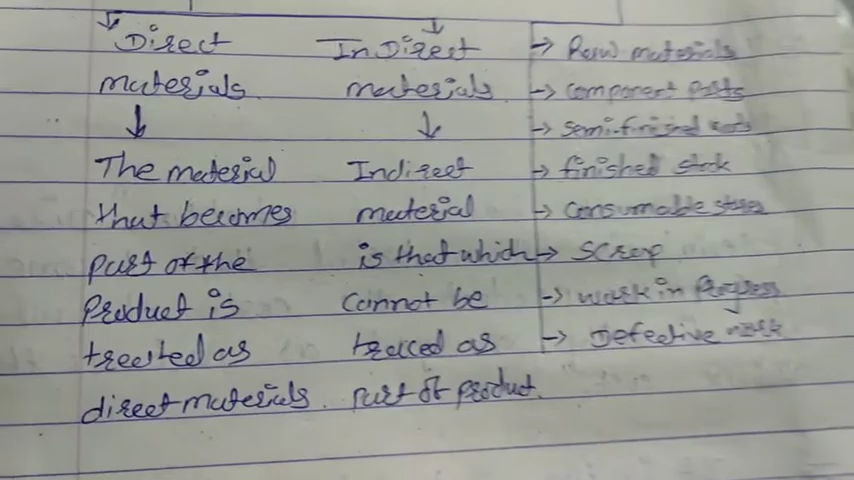 Direct
materials
↓
The material
that becomes
part of the
Product is
treated as
direct materials.
InDirect
materials
↓
Indirect
material
is that which
cannot be
traced as
part of product.
→ Raw materials
→ component parts
→ semi-finished
→ finished stock
→ consumable stores
→ scrap
→ work in Progress
→ Defective work